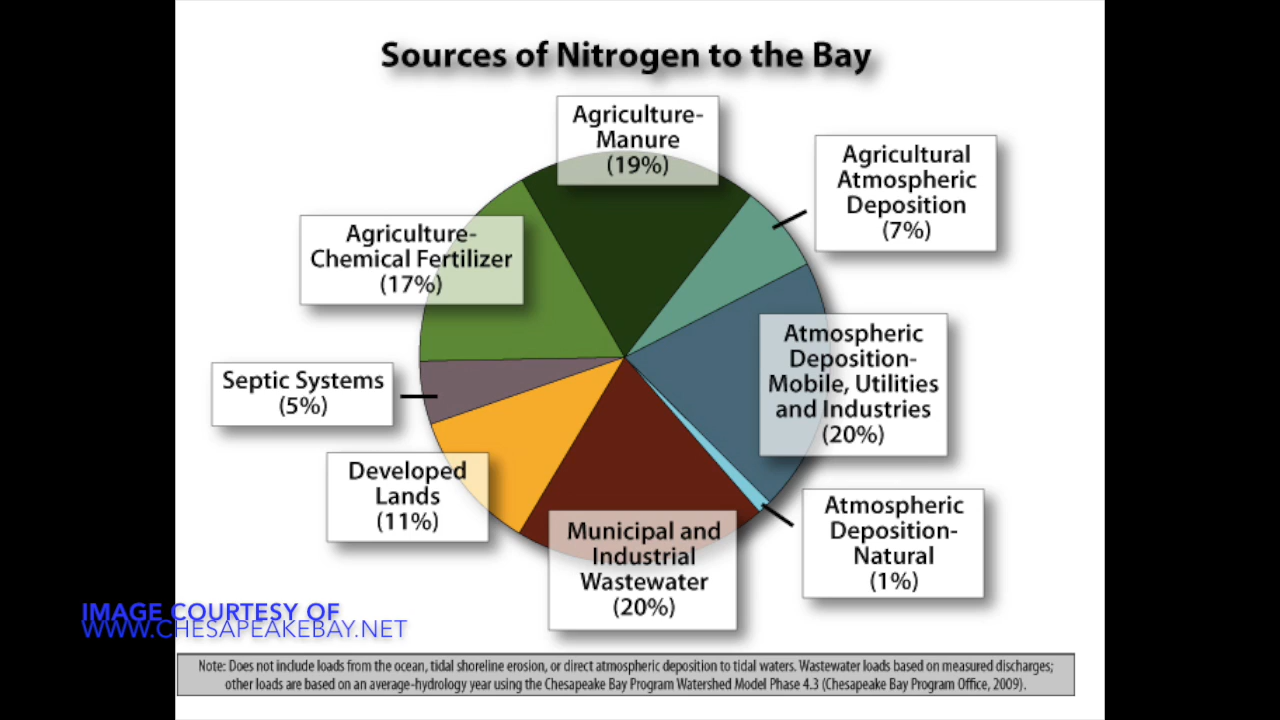 Sources of Nitrogen to the Bay
Agriculture-
Manure
(19%)
Agricultural
Atmospheric
Deposition
(7%)
Agriculture-
Chemical Fertilizer
(17%)
Atmospheric
Deposition-
Mobile, Utilities
and Industries
(20%)
Septic Systems
(5%)
Developed
Lands
(11%)
Municipal and
Industrial
Wastewater
(20%)
Atmospheric
Deposition-
Natural
(1%)
IMAGE COURTESY OF
WWW.CHESAPEAKEBAY.NET
Note: Does not include loads from the ocean, tidal shoreline erosion, or direct atmospheric deposition to tidal waters. Wastewater loads based on measured discharges;
other loads are based on an average-hydrology year using the Chesapeake Bay Program Watershed Model Phase 4.3 (Chesapeake Bay Program Office, 2009).